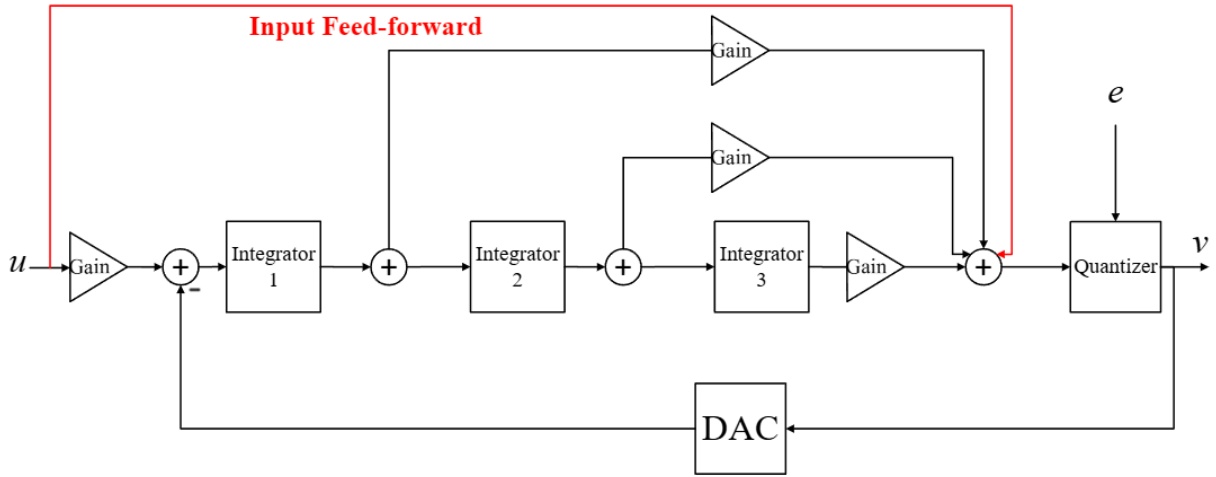 Input Feed-forward
Gain
e
Gain
u
Gain
+
-
Integrator
1
+
Integrator
2
+
Integrator
3
Gain
+
Quantizer
v
DAC